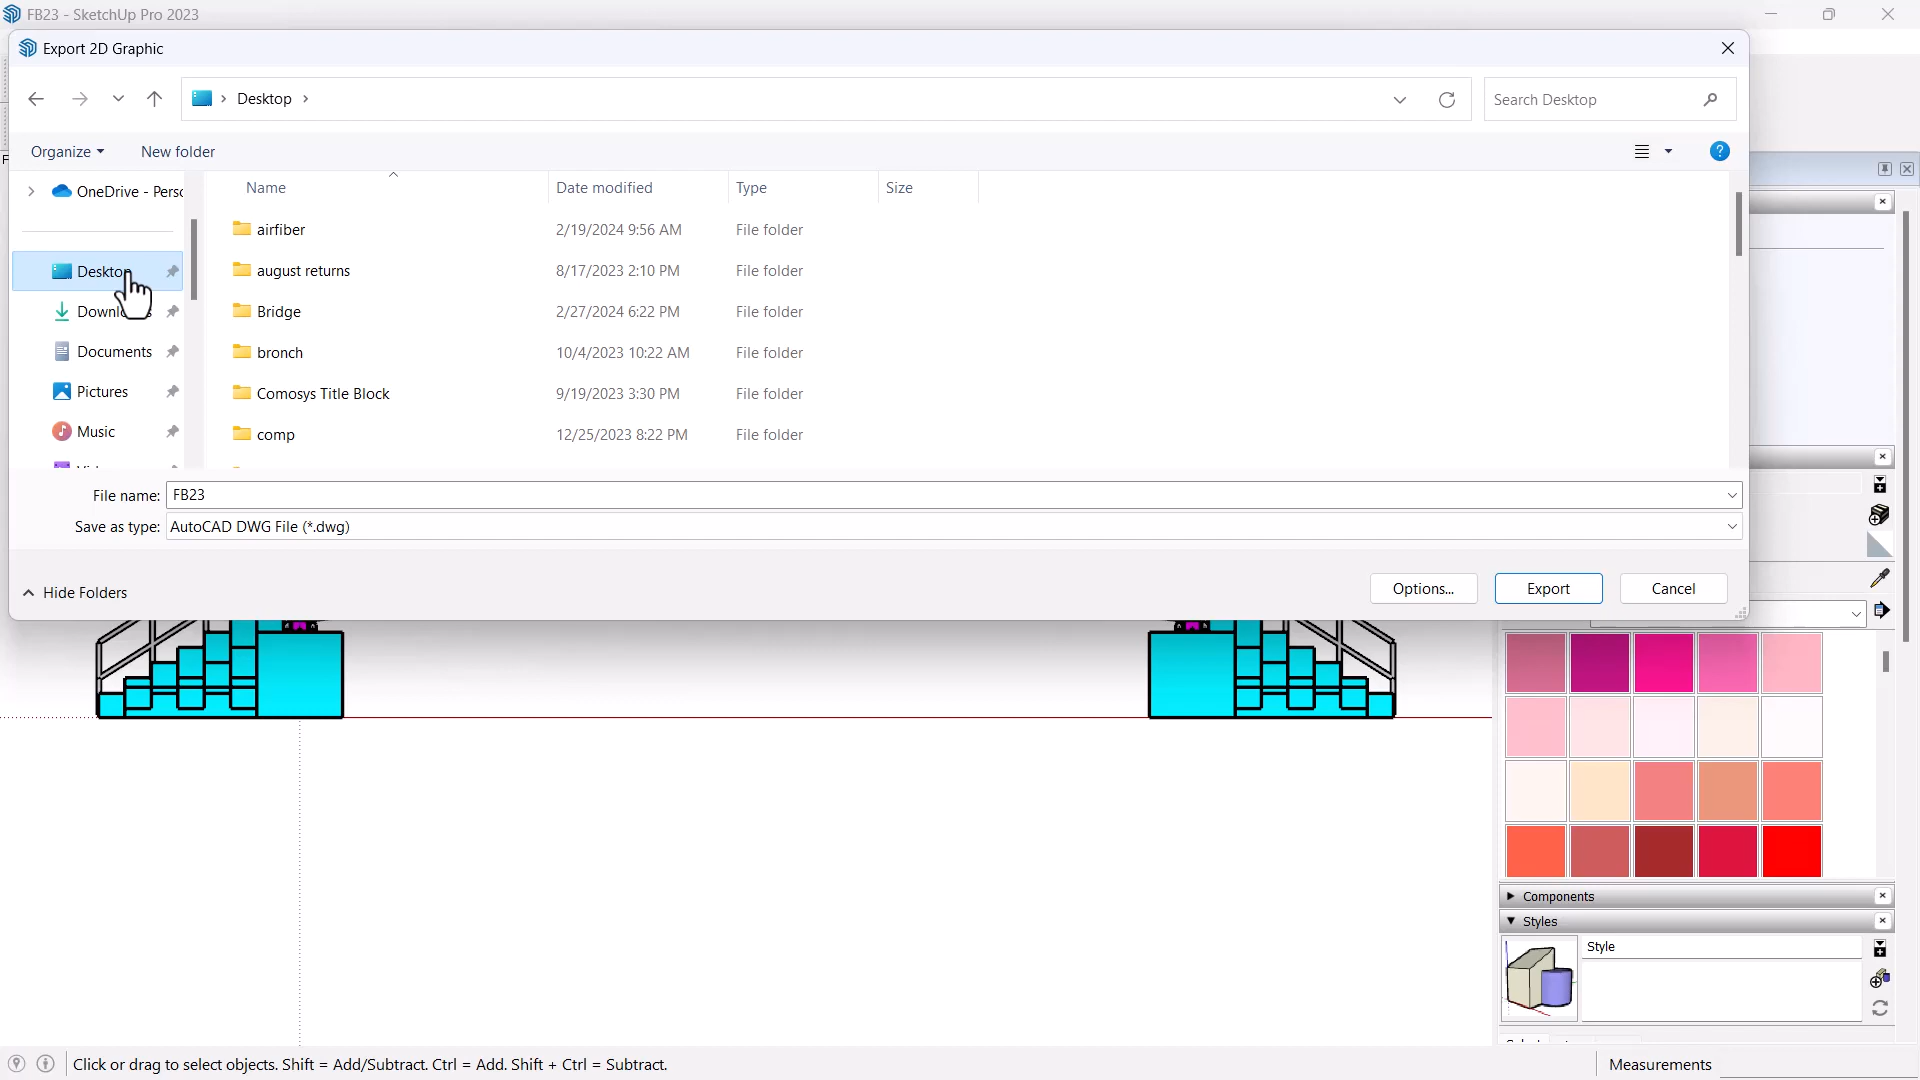 FB23 - SketchUp Pro 2023
Export 2D Graphic
Desktop
Search Desktop
Organize
New folder
OneDrive - Perso
Name
Date modified
Type
Size
airfiber 2/19/2024 9:56 AM File folder
Desktop
august returns 8/17/2023 2:10 PM File folder
Bridge 2/27/2024 6:22 PM File folder
Documents
bronch 10/4/2023 10:22 AM File folder
Pictures
Comosys Title Block 9/19/2023 3:30 PM File folder
Music
comp 12/25/2023 8:22 PM File folder
File name: FB23
Save as type: AutoCAD DWG File (*.dwg)
Hide Folders
Options...
Export
Cancel
Components
Styles
Style
Click or drag to select objects. Shift = Add/Subtract. Ctrl = Add. Shift + Ctrl = Subtract.
Measurements